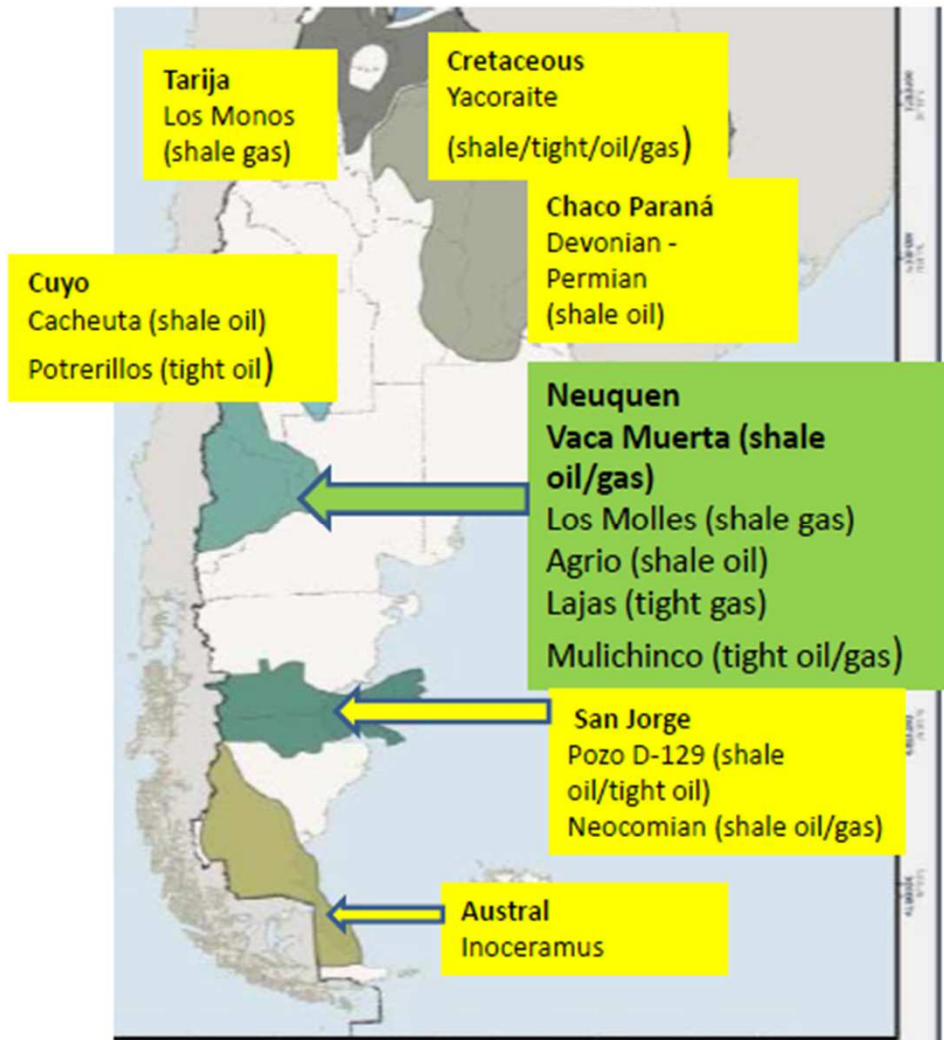 Tarija
Los Monos
(shale gas)
Cretaceous
Yacoraite
(shale/tight/oil/gas)
Chaco Paraná
Devonian -
Permian
(shale oil)
Cuyo
Cacheuta (shale oil)
Potrerillos (tight oil)
Neuquen
Vaca Muerta (shale
oil/gas)
Los Molles (shale gas)
Agrio (shale oil)
Lajas (tight gas)
Mulichinco (tight oil/gas)
San Jorge
Pozo D-129 (shale
oil/tight oil)
Neocomian (shale oil/gas)
Austral
Inoceramus